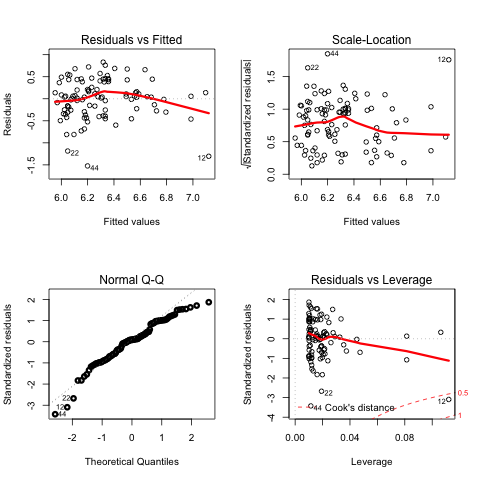 Residuals vs Fitted
Residuals
0.5
-0.5
-1.5
22
44
12
6.0 6.2 6.4 6.6 6.8 7.0
Fitted values
Scale-Location
√|Standardized residuals|
1.5
1.0
0.5
0.0
44
22
12
6.0 6.2 6.4 6.6 6.8 7.0
Fitted values
Normal Q-Q
Standardized residuals
2
1
0
-1
-2
-3
22
12
44
-2 -1 0 1 2
Theoretical Quantiles
Residuals vs Leverage
Standardized residuals
2
1
0
-1
-2
-3
-4
22
44
Cook's distance
12
0.5
1
0.00 0.04 0.08
Leverage